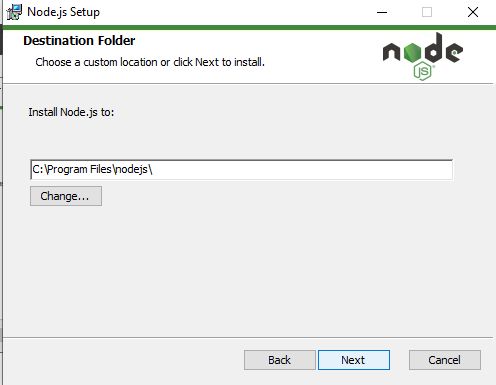 Node.js Setup
Destination Folder
Choose a custom location or click Next to install.
node
JS
Install Node.js to:
C:\Program Files\nodejs\
Change...
Back
Next
Cancel